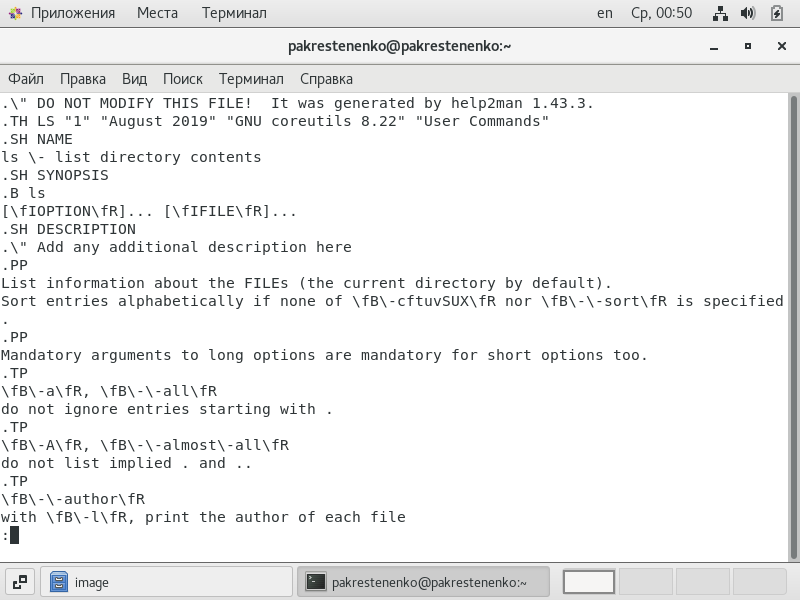 Приложения Места Терминал en Ср, 00:50
pakrestenenko@pakrestenenko:~
Файл Правка Вид Поиск Терминал Справка
.\" DO NOT MODIFY THIS FILE!  It was generated by help2man 1.43.3.
.TH LS "1" "August 2019" "GNU coreutils 8.22" "User Commands"
.SH NAME
ls \- list directory contents
.SH SYNOPSIS
.B ls
[\fIOPTION\fR]... [\fIFILE\fR]...
.SH DESCRIPTION
.\" Add any additional description here
.PP
List information about the FILEs (the current directory by default).
Sort entries alphabetically if none of \fB\-cftuvSUX\fR nor \fB\-\-sort\fR is specified
.
.PP
Mandatory arguments to long options are mandatory for short options too.
.TP
\fB\-a\fR, \fB\-\-all\fR
do not ignore entries starting with .
.TP
\fB\-A\fR, \fB\-\-almost\-all\fR
do not list implied . and ..
.TP
\fB\-\-author\fR
with \fB\-l\fR, print the author of each file
:
image pakrestenenko@pakrestenenko:~